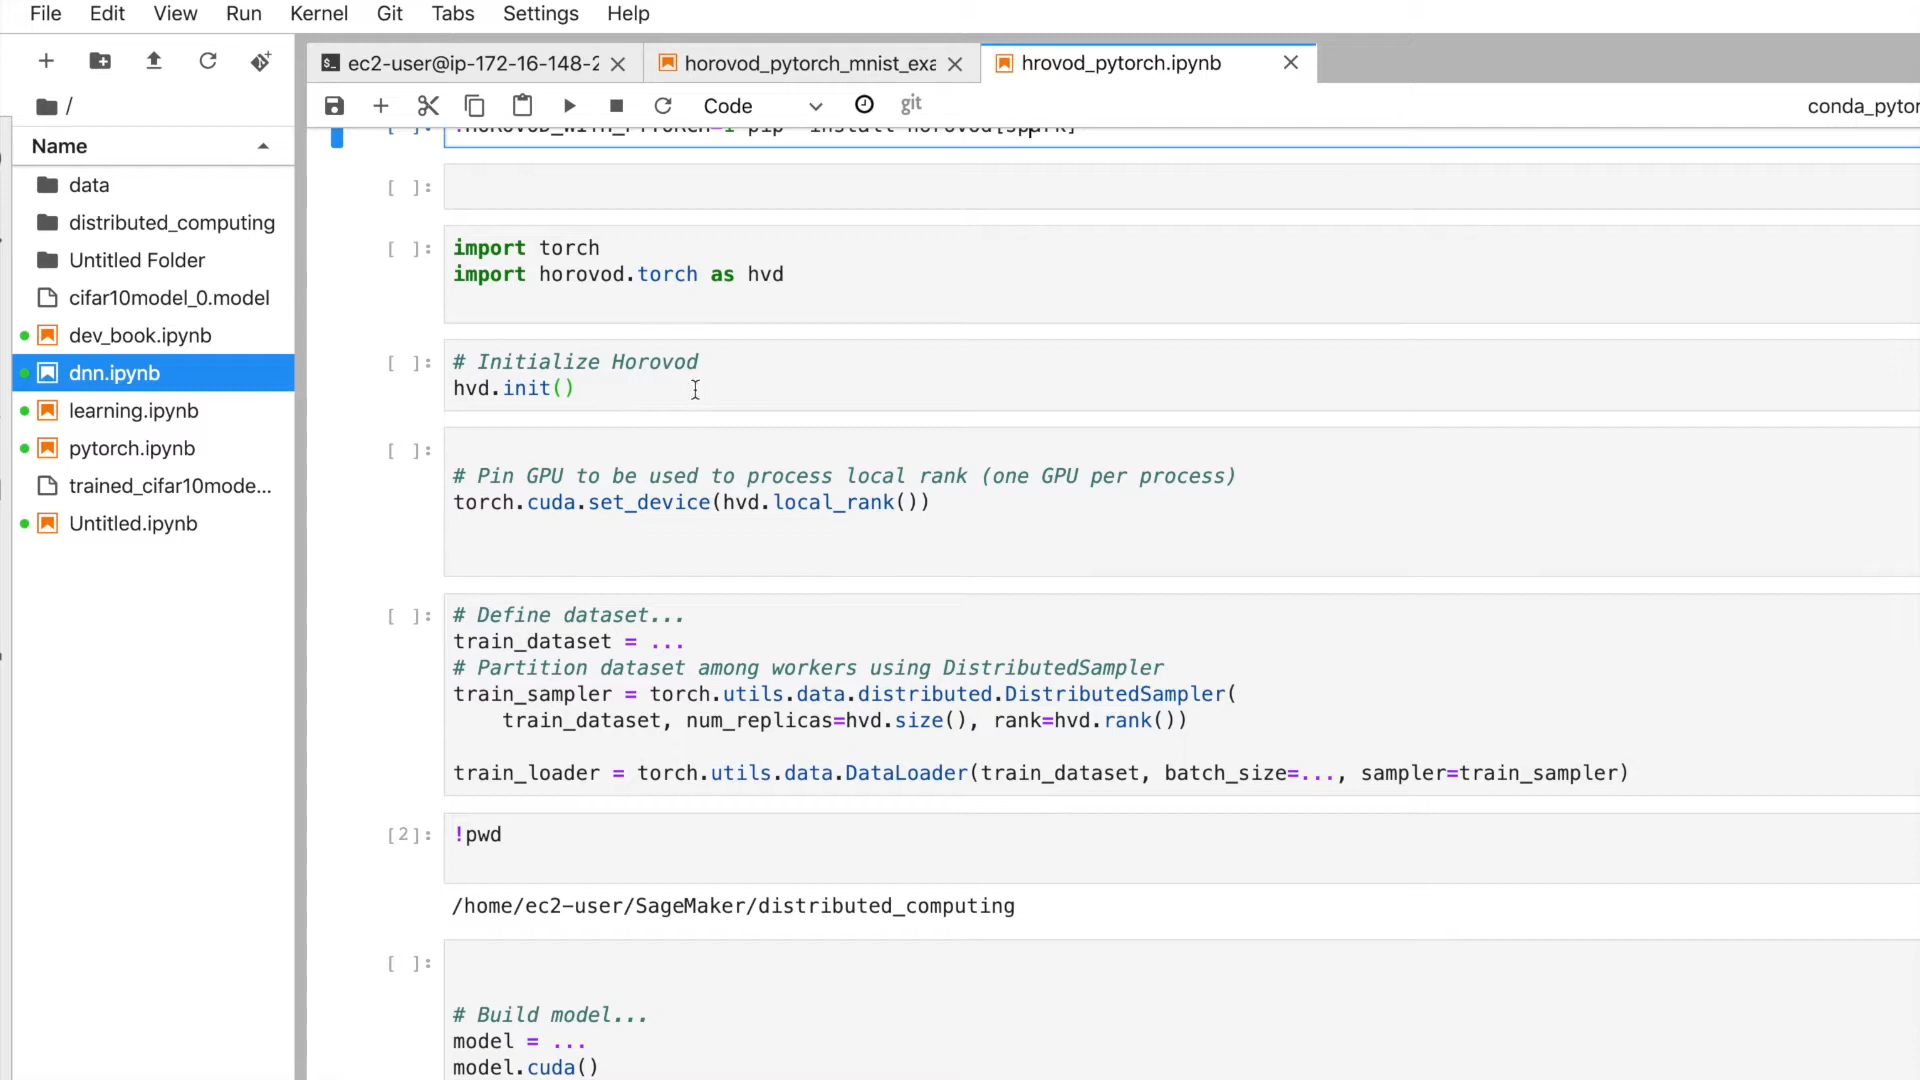 File Edit View Run Kernel Git Tabs Settings Help
ec2-user@ip-172-16-148-2 horovod_pytorch_mnist_exa hrovod_pytorch.ipynb
Code git conda_pytor
/
Name
data
distributed_computing
Untitled Folder
cifar10model_0.model
dev_book.ipynb
dnn.ipynb
learning.ipynb
pytorch.ipynb
trained_cifar10mode...
Untitled.ipynb
[ ]:
[ ]:
[ ]: import torch
import horovod.torch as hvd
[ ]: # Initialize Horovod
hvd.init()
[ ]:
# Pin GPU to be used to process local rank (one GPU per process)
torch.cuda.set_device(hvd.local_rank())
[ ]: # Define dataset...
train_dataset = ...
# Partition dataset among workers using DistributedSampler
train_sampler = torch.utils.data.distributed.DistributedSampler(
train_dataset, num_replicas=hvd.size(), rank=hvd.rank())
train_loader = torch.utils.data.DataLoader(train_dataset, batch_size=..., sampler=train_sampler)
[2]: !pwd
/home/ec2-user/SageMaker/distributed_computing
[ ]:
# Build model...
model = ...
model.cuda()